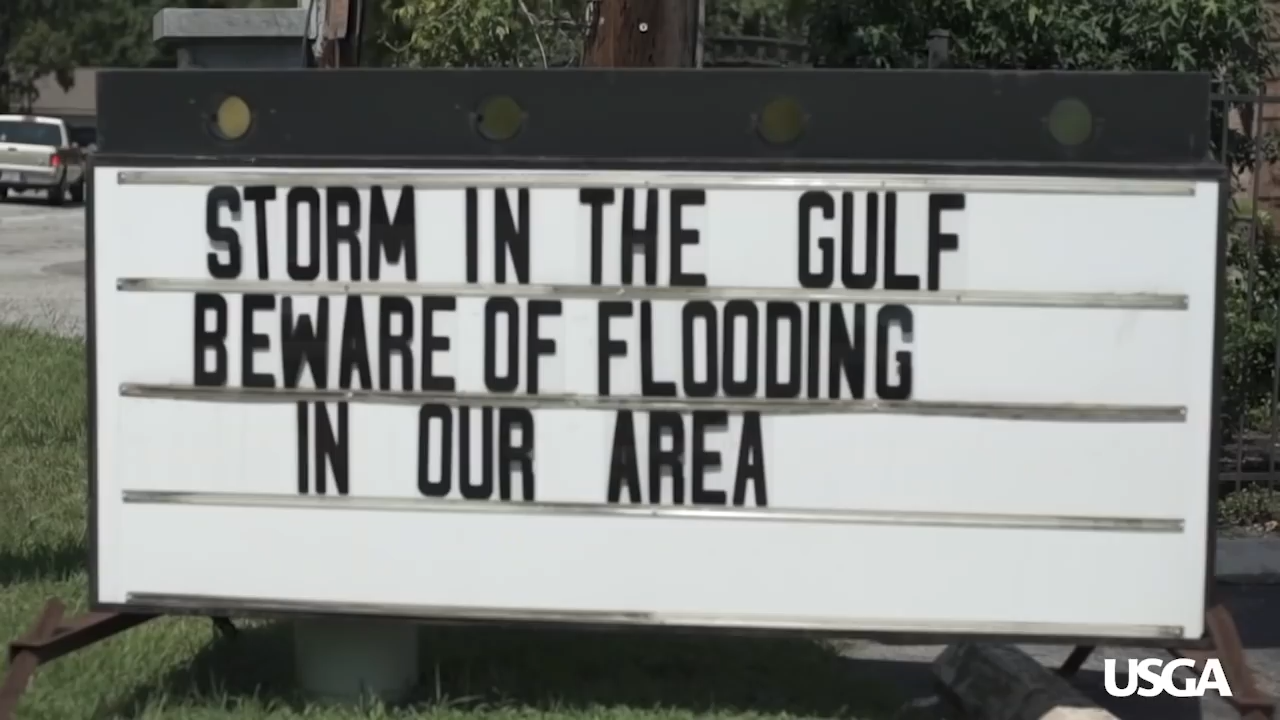 STORM IN THE GULF
BEWARE OF FLOODING
IN OUR AREA
USGA